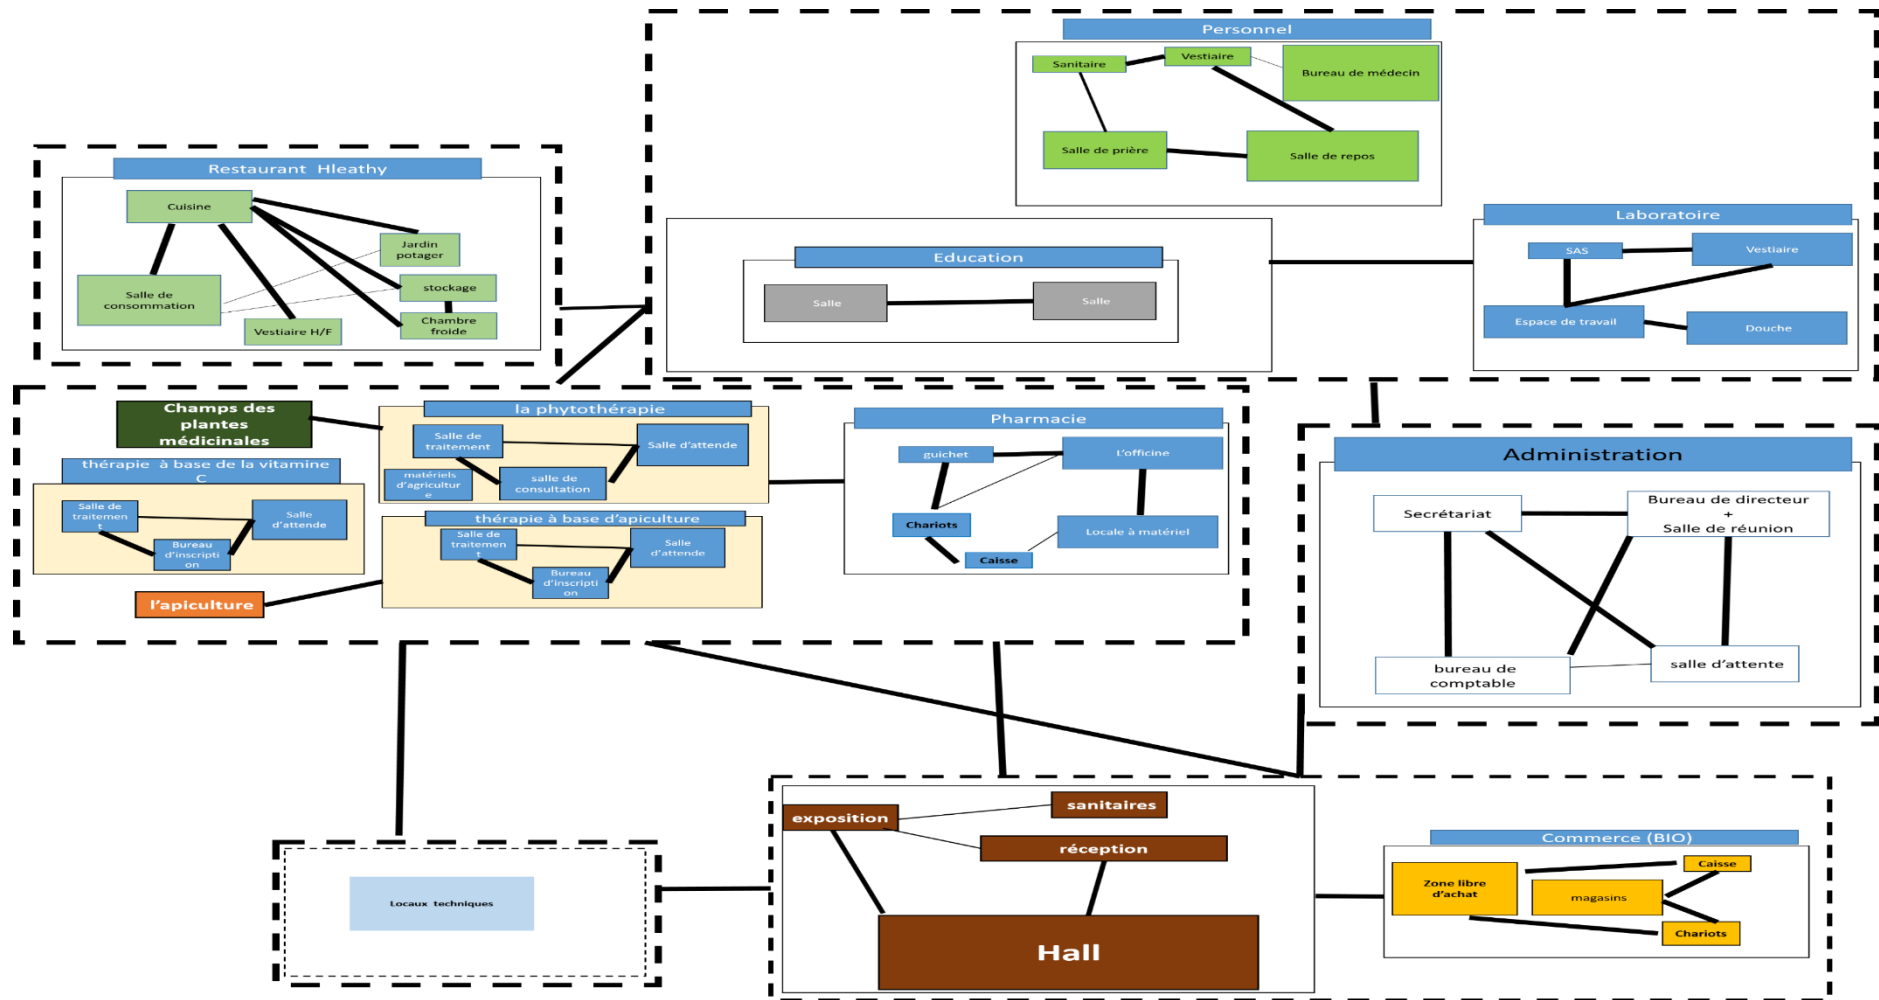 Personnel
Sanitaire
Vestiaire
Bureau de médecin
Salle de prière
Salle de repos
Restaurant Hleathy
Cuisine
Jardin
potager
Salle de
consommation
stockage
Vestiaire H/F
Chambre
froide
Education
Salle
Salle
Laboratoire
SAS
Vestiaire
Espace de travail
Douche
Champs des
plantes
médicinales
la phytothérapie
Salle de
traitement
Salle d'attende
matériels
d'agricultur
e
salle de
consultation
thérapie à base de la vitamine
C
Salle de
traitemen
t
Salle
d'attende
Bureau
d'inscripti
on
thérapie à base d'apiculture
Salle de
traitemen
t
Salle
d'attende
Bureau
d'inscripti
on
l'apiculture
Pharmacie
guichet
L'officine
Chariots
Locale à matériel
Caisse
Administration
Secrétariat
Bureau de directeur
+
Salle de réunion
bureau de
comptable
salle d'attente
Locaux techniques
exposition
sanitaires
réception
Hall
Commerce (BIO)
Zone libre
d'achat
Caisse
magasins
Chariots